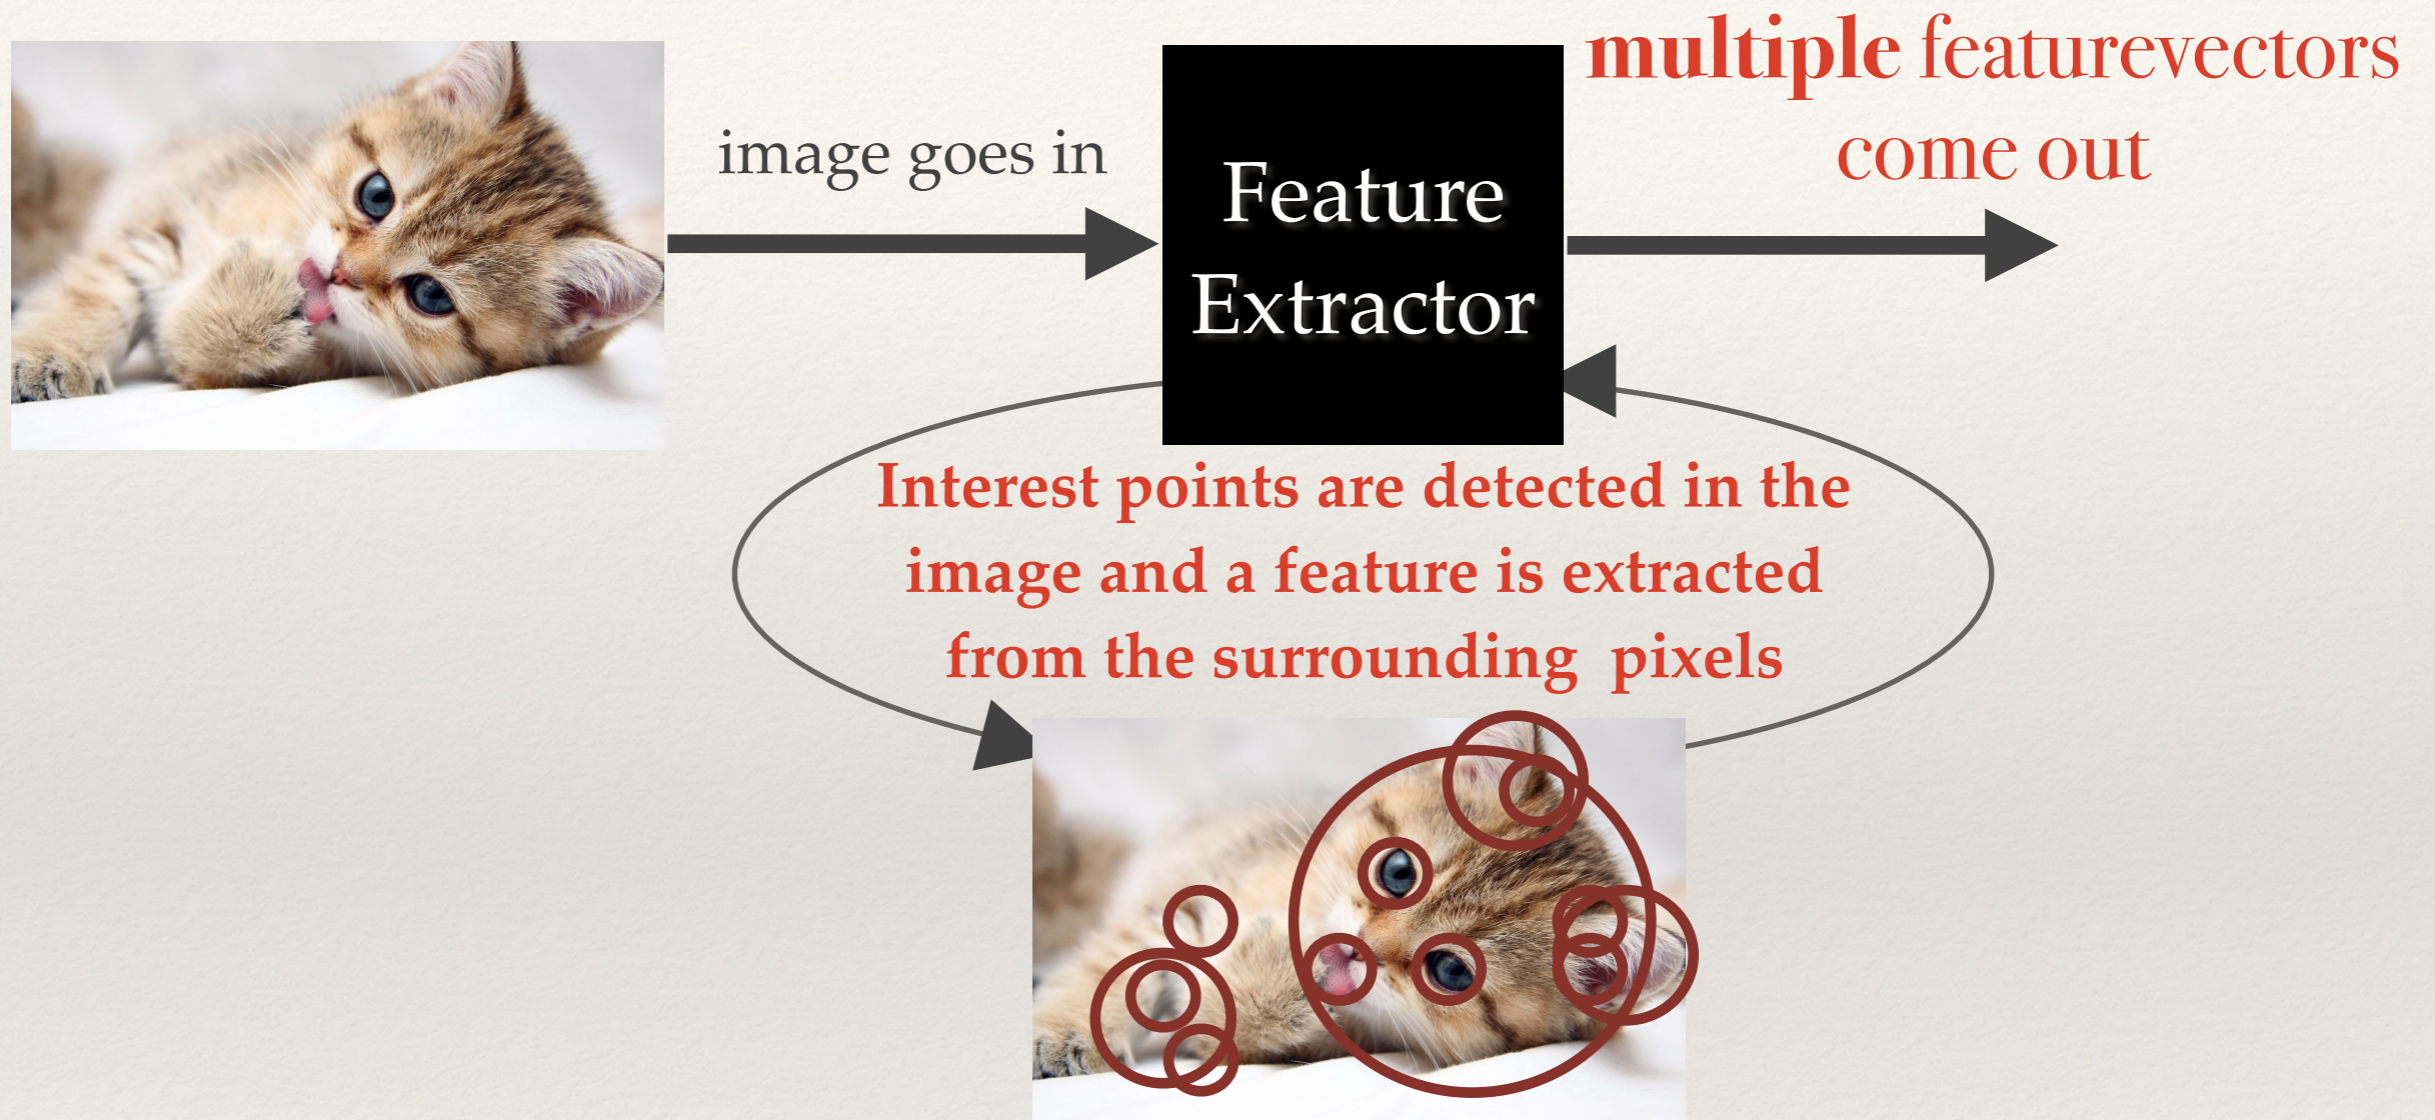 multiple featurevectors
come out
image goes in
Feature
Extractor
Interest points are detected in the
image and a feature is extracted
from the surrounding pixels